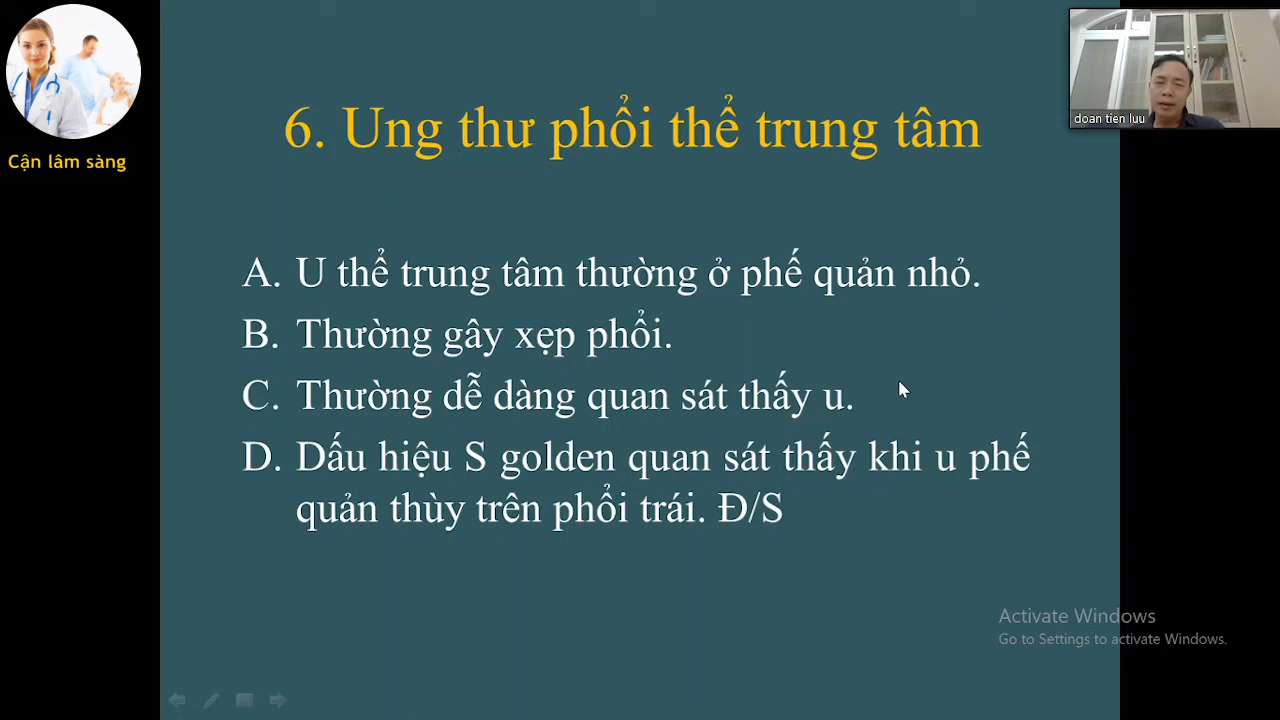 Cận lâm sàng
doan tien luu
6. Ung thư phổi thể trung tâm
A. U thể trung tâm thường ở phế quản nhỏ.
B. Thường gây xẹp phổi.
C. Thường dễ dàng quan sát thấy u.
D. Dấu hiệu S golden quan sát thấy khi u phế
quản thùy trên phổi trái. Đ/S
Activate Windows
Go to Settings to activate Windows.